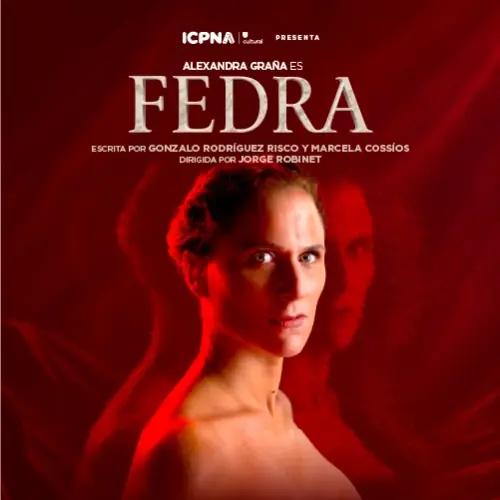 ICPNA cultural PRESENTA
ALEXANDRA GRAÑA ES
FEDRA
ESCRITA POR GONZALO RODRÍGUEZ RISCO Y MARCELA COSSÍOS
DIRIGIDA POR JORGE ROBINET